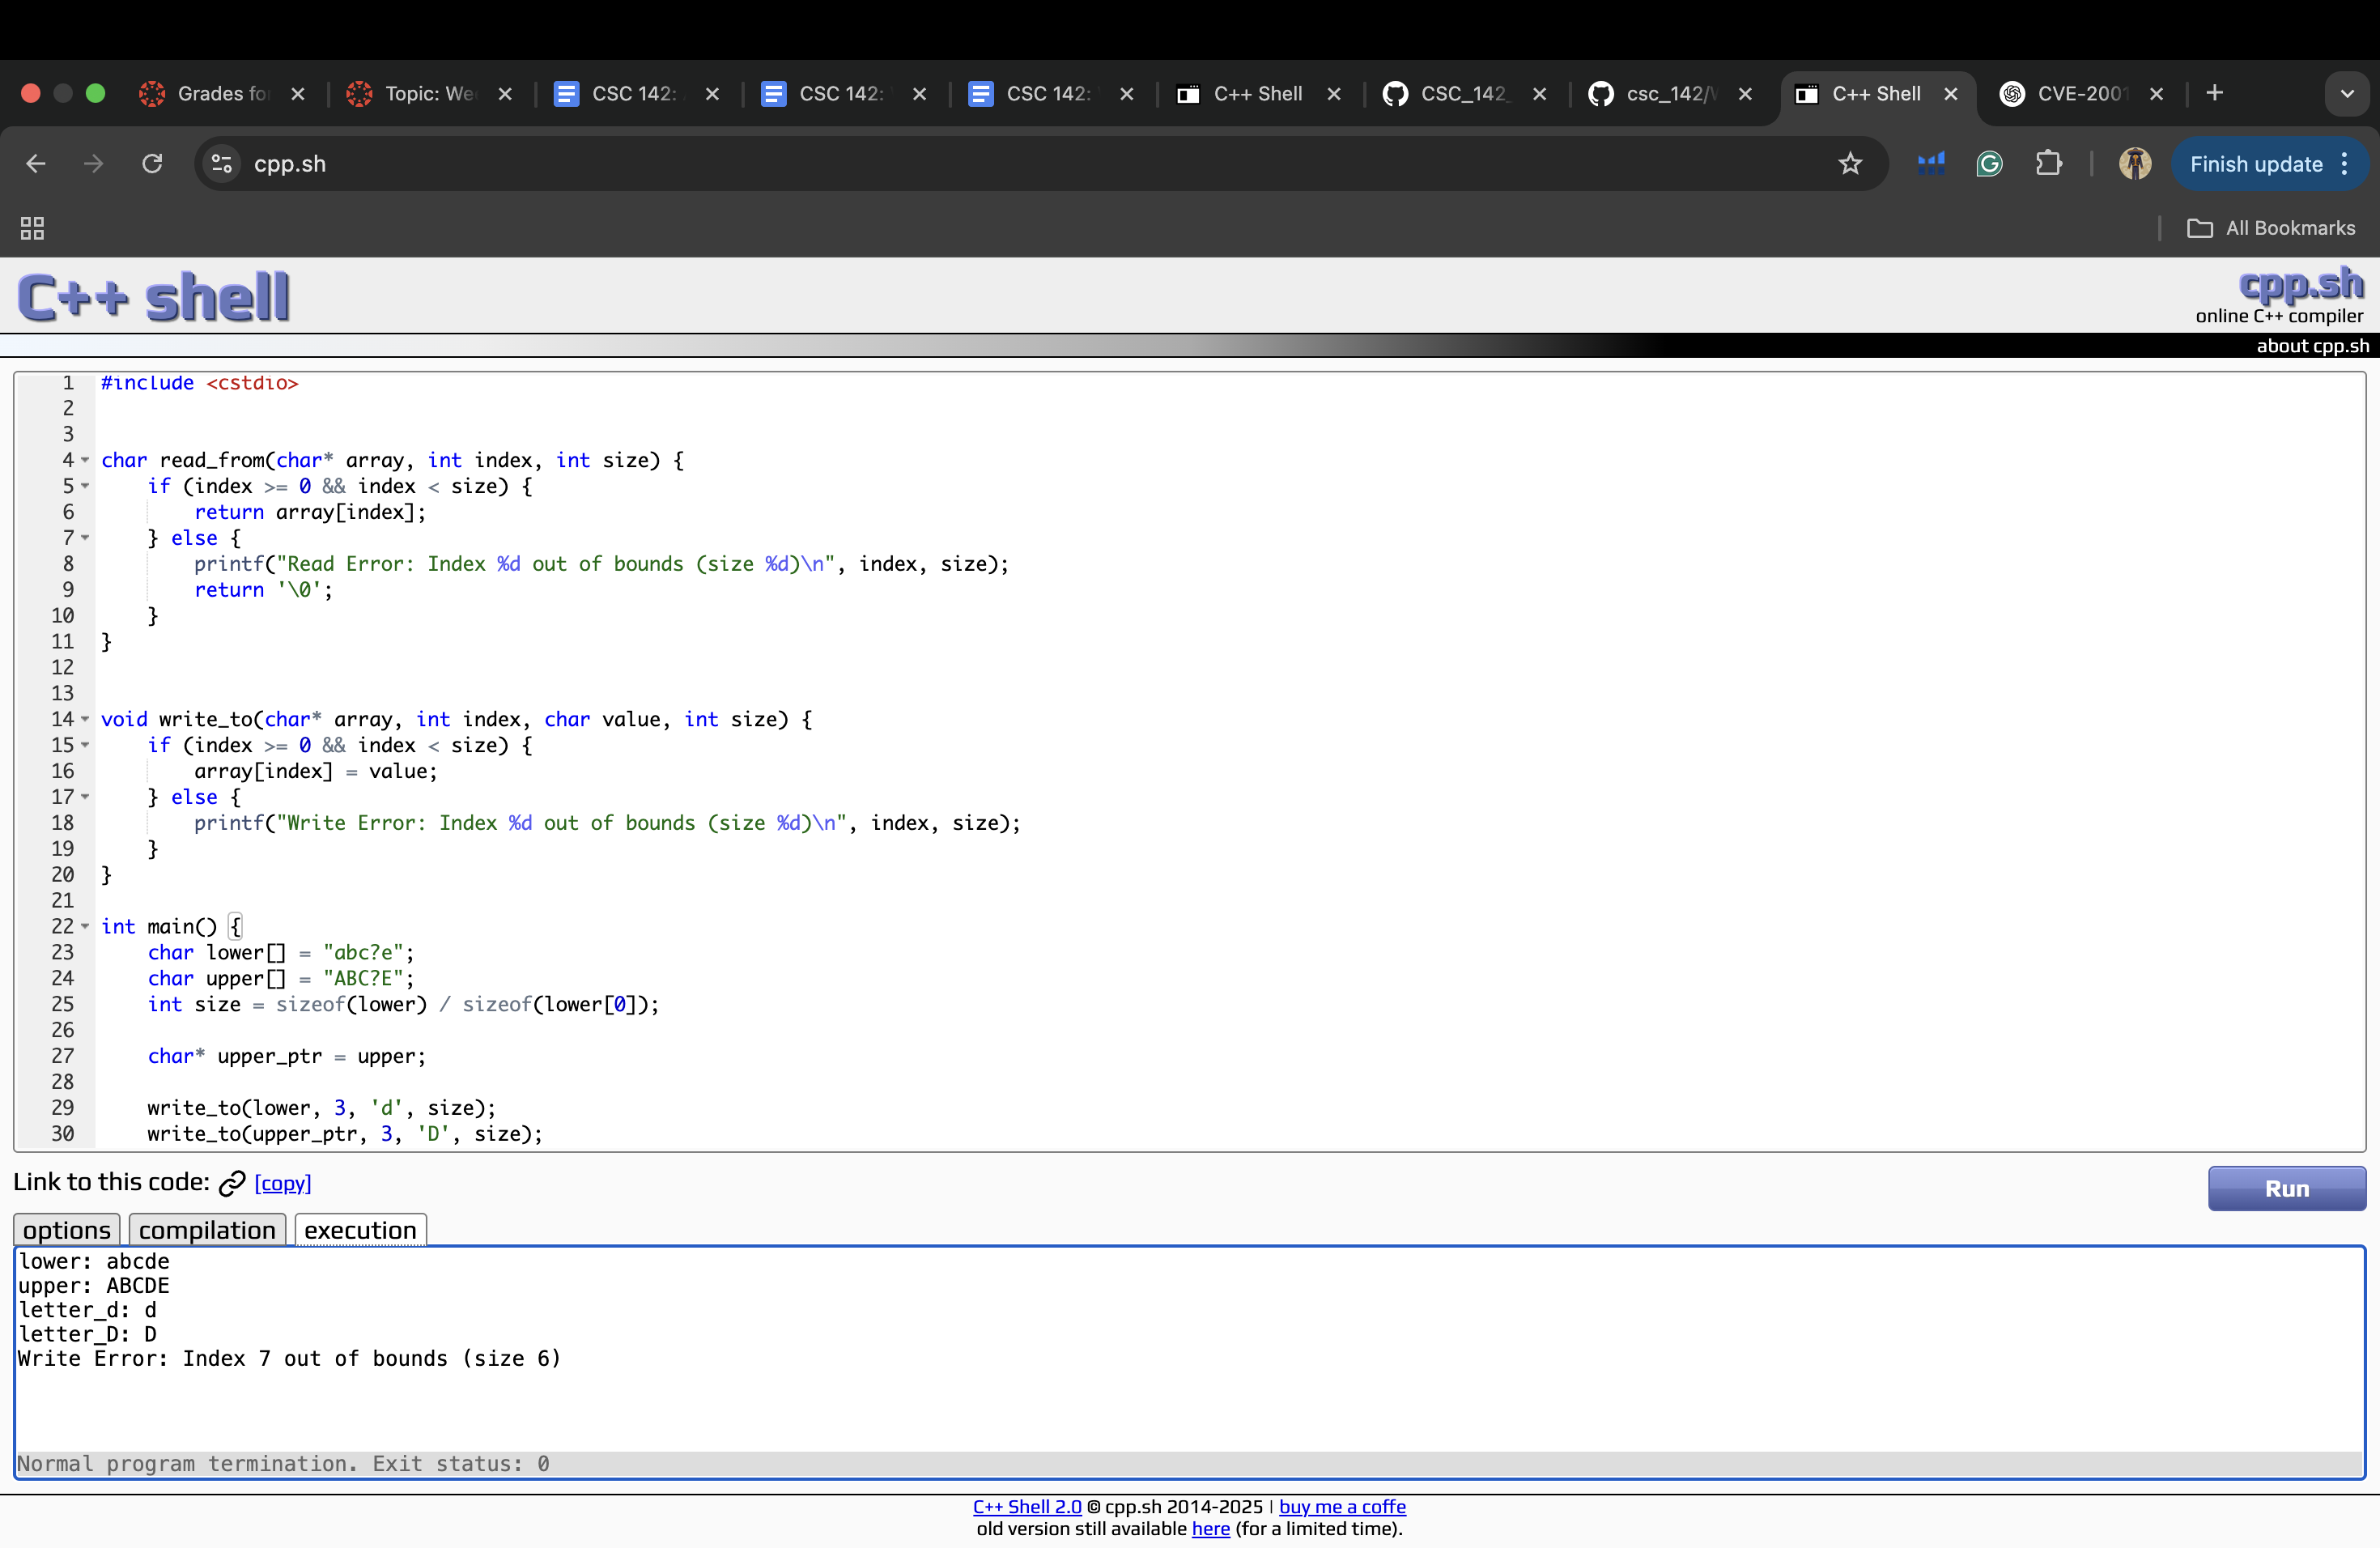 Grades for
Topic: Wee
CSC 142:
CSC 142:
CSC 142:
C++ Shell
CSC_142_
csc_142/
C++ Shell
CVE-2001
cpp.sh
Finish update
All Bookmarks
C++ shell
cpp.sh
online C++ compiler
about cpp.sh
1 #include <cstdio>
2
3
4 char read_from(char* array, int index, int size) {
5     if (index >= 0 && index < size) {
6         return array[index];
7     } else {
8         printf("Read Error: Index %d out of bounds (size %d)\n", index, size);
9         return '\0';
10     }
11 }
12
13
14 void write_to(char* array, int index, char value, int size) {
15     if (index >= 0 && index < size) {
16         array[index] = value;
17     } else {
18         printf("Write Error: Index %d out of bounds (size %d)\n", index, size);
19     }
20 }
21
22 int main() {
23     char lower[] = "abc?e";
24     char upper[] = "ABC?E";
25     int size = sizeof(lower) / sizeof(lower[0]);
26
27     char* upper_ptr = upper;
28
29     write_to(lower, 3, 'd', size);
30     write_to(upper_ptr, 3, 'D', size);
Link to this code: [copy]
Run
options compilation execution
lower: abcde
upper: ABCDE
letter_d: d
letter_D: D
Write Error: Index 7 out of bounds (size 6)
Normal program termination. Exit status: 0
C++ Shell 2.0 © cpp.sh 2014-2025 | buy me a coffe
old version still available here (for a limited time).